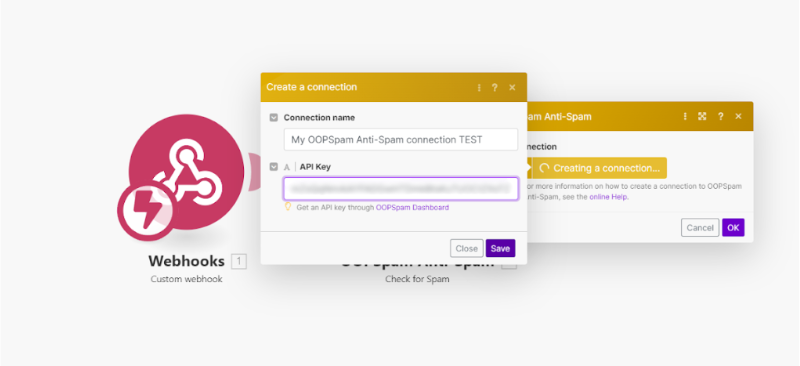 Create a connection
Connection name
My OOPSpam Anti-Spam connection TEST
A | API Key
Get an API key through OOPSpam Dashboard
Close Save
am Anti-Spam
nection
Creating a connection...
or more information on how to create a connection to OOPSpam
nti-Spam, see the online Help.
Cancel OK
Webhooks 1
Custom webhook
OOPSpam Anti-Spam
Check for Spam